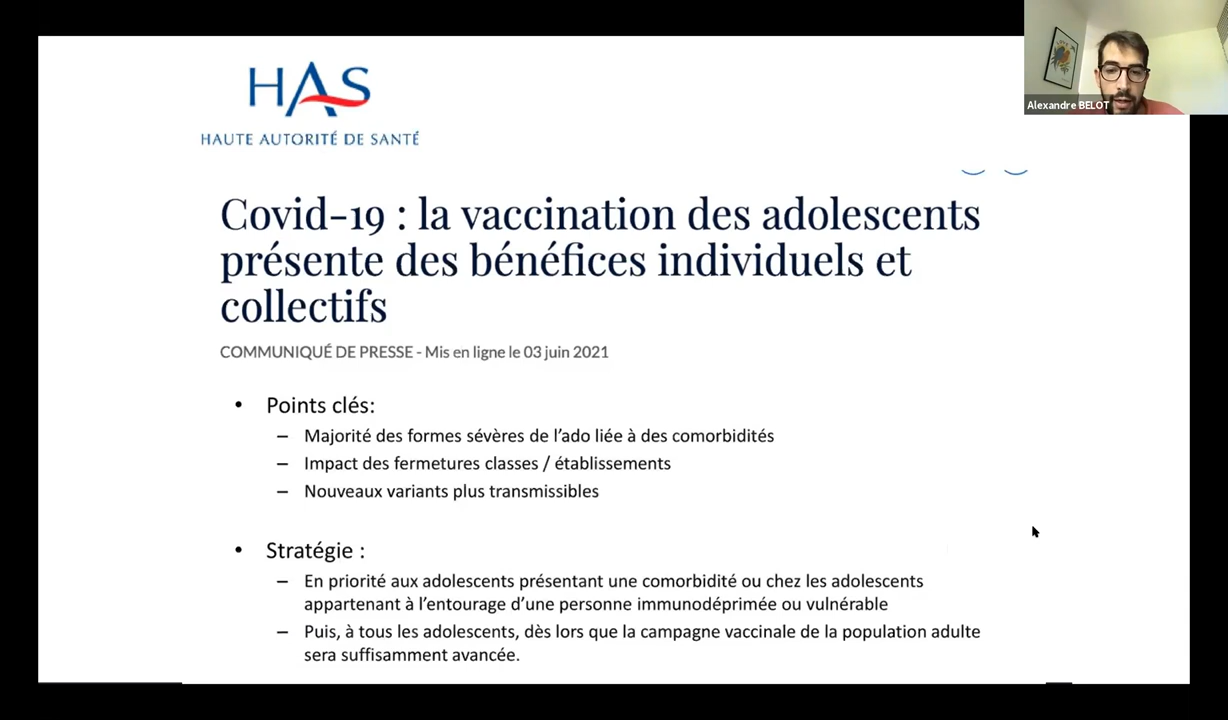 HAS
HAUTE AUTORITÉ DE SANTÉ
Alexandre BELOT
Covid-19 : la vaccination des adolescents
présente des bénéfices individuels et
collectifs
COMMUNIQUÉ DE PRESSE - Mis en ligne le 03 juin 2021
• Points clés:
– Majorité des formes sévères de l’ado liée à des comorbidités
– Impact des fermetures classes / établissements
– Nouveaux variants plus transmissibles
• Stratégie :
– En priorité aux adolescents présentant une comorbidité ou chez les adolescents
appartenant à l’entourage d’une personne immunodéprimée ou vulnérable
– Puis, à tous les adolescents, dès lors que la campagne vaccinale de la population adulte
sera suffisamment avancée.